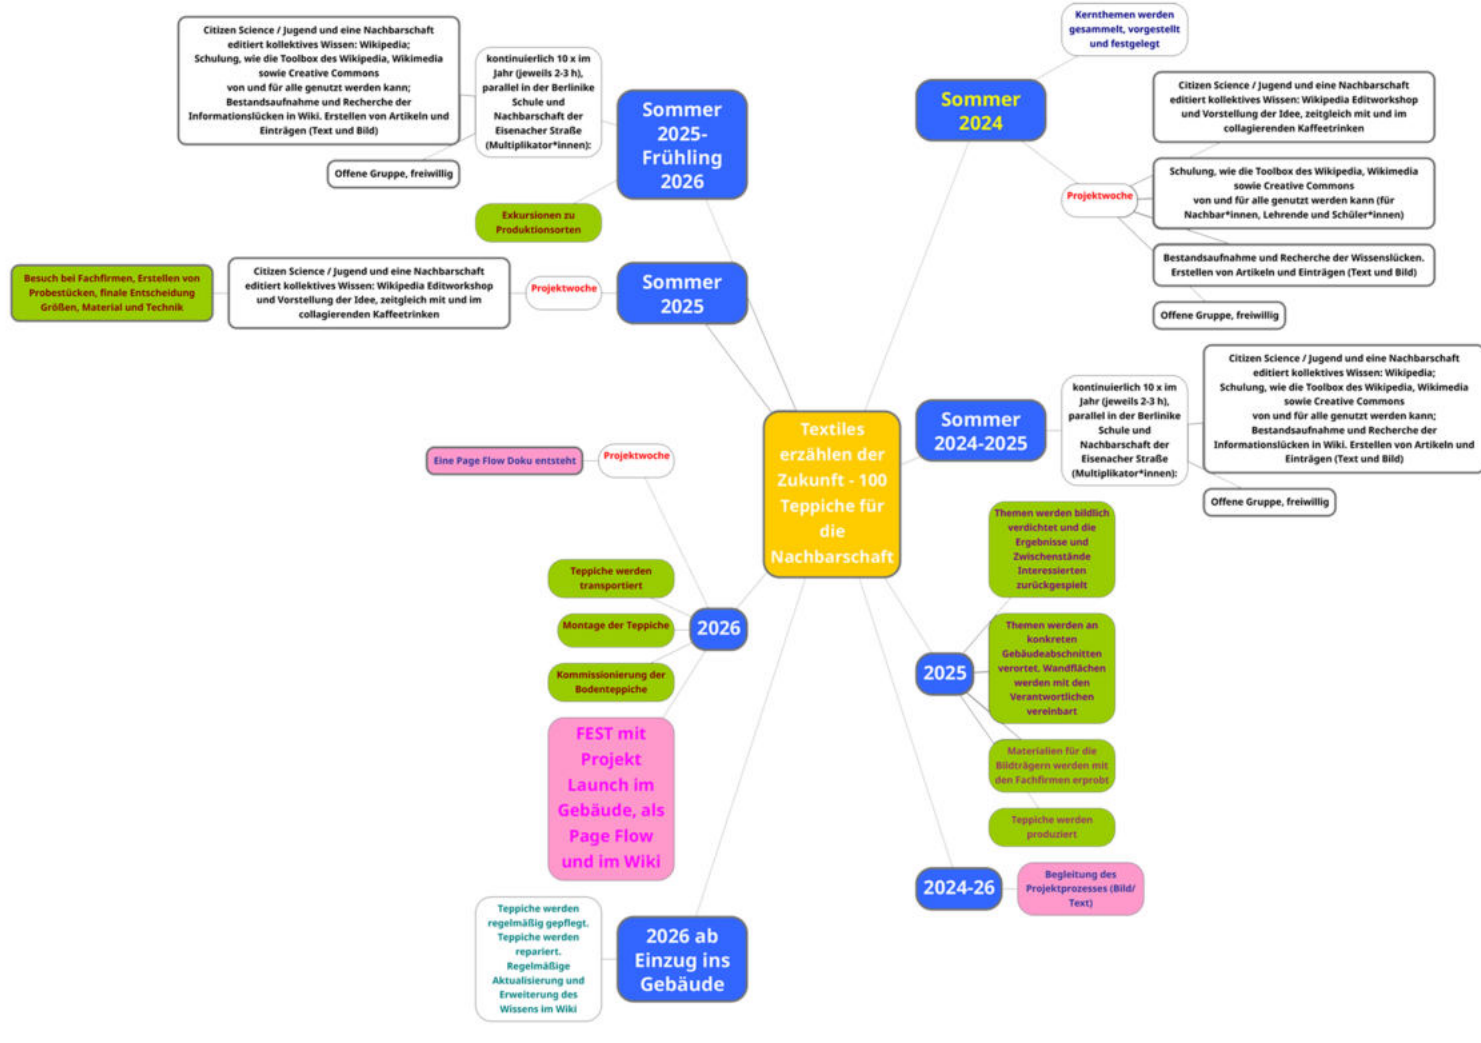 Textiles
erzählen der
Zukunft - 100
Teppiche für
die
Nachbarschaft
Sommer
2024
Kernthemen werden
gesammelt, vorgestellt
und festgelegt
Projektwoche
Citizen Science / Jugend und eine Nachbarschaft
editiert kollektives Wissen: Wikipedia Editworkshop
und Vorstellung der Idee, zeitgleich mit und im
collagierenden Kaffeetrinken
Schulung, wie die Toolbox des Wikipedia, Wikimedia
sowie Creative Commons
von und für alle genutzt werden kann (für
Nachbar*innen, Lehrende und Schüler*innen)
Bestandsaufnahme und Recherche der Wissenslücken.
Erstellen von Artikeln und Einträgen (Text und Bild)
Offene Gruppe, freiwillig
Sommer
2024-2025
kontinuierlich 10 x im
Jahr (jeweils 2-3 h),
parallel in der Berlinike
Schule und
Nachbarschaft der
Eisenacher Straße
(Multiplikator*innen):
Citizen Science / Jugend und eine Nachbarschaft
editiert kollektives Wissen: Wikipedia;
Schulung, wie die Toolbox des Wikipedia, Wikimedia
sowie Creative Commons
von und für alle genutzt werden kann;
Bestandsaufnahme und Recherche der
Informationslücken in Wiki. Erstellen von Artikeln und
Einträgen (Text und Bild)
Offene Gruppe, freiwillig
2025
Themen werden bildlich
verdichtet und die
Ergebnisse und
Zwischenstände
Interessierten
zurückgespielt
Themen werden an
konkreten
Gebäudeabschnitten
verortet. Wandflächen
werden mit den
Verantwortlichen
vereinbart
Materialien für die
Bildträgern werden mit
den Fachfirmen erprobt
Teppiche werden
produziert
2024-26
Begleitung des
Projektprozesses (Bild/
Text)
Sommer
2025-
Frühling
2026
kontinuierlich 10 x im
Jahr (jeweils 2-3 h),
parallel in der Berlinike
Schule und
Nachbarschaft der
Eisenacher Straße
(Multiplikator*innen):
Citizen Science / Jugend und eine Nachbarschaft
editiert kollektives Wissen: Wikipedia;
Schulung, wie die Toolbox des Wikipedia, Wikimedia
sowie Creative Commons
von und für alle genutzt werden kann;
Bestandsaufnahme und Recherche der
Informationslücken in Wiki. Erstellen von Artikeln und
Einträgen (Text und Bild)
Offene Gruppe, freiwillig
Exkursionen zu
Produktionsorten
Sommer
2025
Projektwoche
Citizen Science / Jugend und eine Nachbarschaft
editiert kollektives Wissen: Wikipedia Editworkshop
und Vorstellung der Idee, zeitgleich mit und im
collagierenden Kaffeetrinken
Besuch bei Fachfirmen, Erstellen von
Probestücken, finale Entscheidung
Größen, Material und Technik
2026
Projektwoche
Eine Page Flow Doku entsteht
Teppiche werden
transportiert
Montage der Teppiche
Kommissionierung der
Bodenteppiche
FEST mit
Projekt
Launch im
Gebäude, als
Page Flow
und im Wiki
2026 ab
Einzug ins
Gebäude
Teppiche werden
regelmäßig gepflegt.
Teppiche werden
repariert.
Regelmäßige
Aktualisierung und
Erweiterung des
Wissens im Wiki